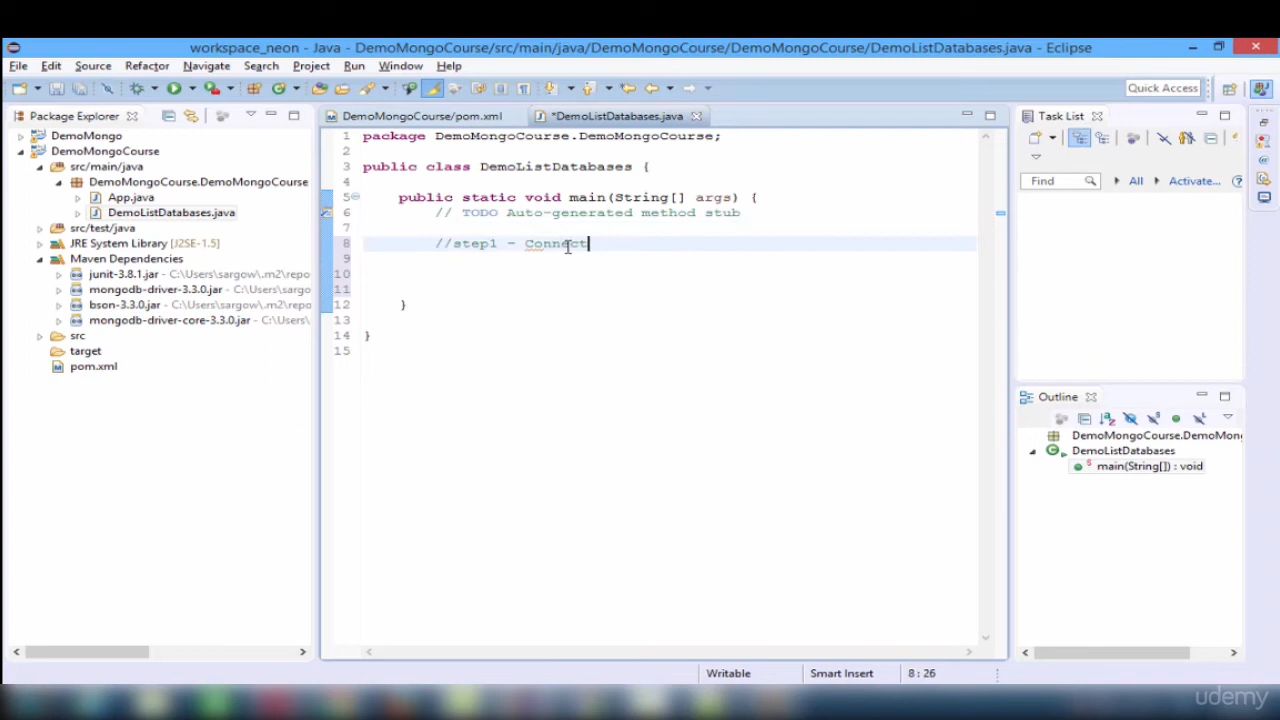 workspace_neon - Java - DemoMongoCourse/src/main/java/DemoMongoCourse/DemoMongoCourse/DemoListDatabases.java - Eclipse
File Edit Source Refactor Navigate Search Project Run Window Help
Quick Access
Package Explorer
DemoMongo
DemoMongoCourse
src/main/java
DemoMongoCourse.DemoMongoCourse
App.java
DemoListDatabases.java
src/test/java
JRE System Library [J2SE-1.5]
Maven Dependencies
junit-3.8.1.jar - C:\Users\sargow\.m2\repo
mongodb-driver-3.3.0.jar - C:\Users\
bson-3.3.0.jar - C:\Users\sargow\.m2
mongodb-driver-core-3.3.0.jar - C:\Us
src
target
pom.xml
DemoMongoCourse/pom.xml
*DemoListDatabases.java
1 package DemoMongoCourse.DemoMongoCourse;
2
3 public class DemoListDatabases {
4
5 public static void main(String[] args) {
6 // TODO Auto-generated method stub
7
8 //step1 - Connect
9
10
11
12 }
13
14 }
15
Task List
Find All Activate...
Outline
DemoMongoCourse.DemoMong
DemoListDatabases
main(String[]) : void
Writable Smart Insert 8 : 26
udemy